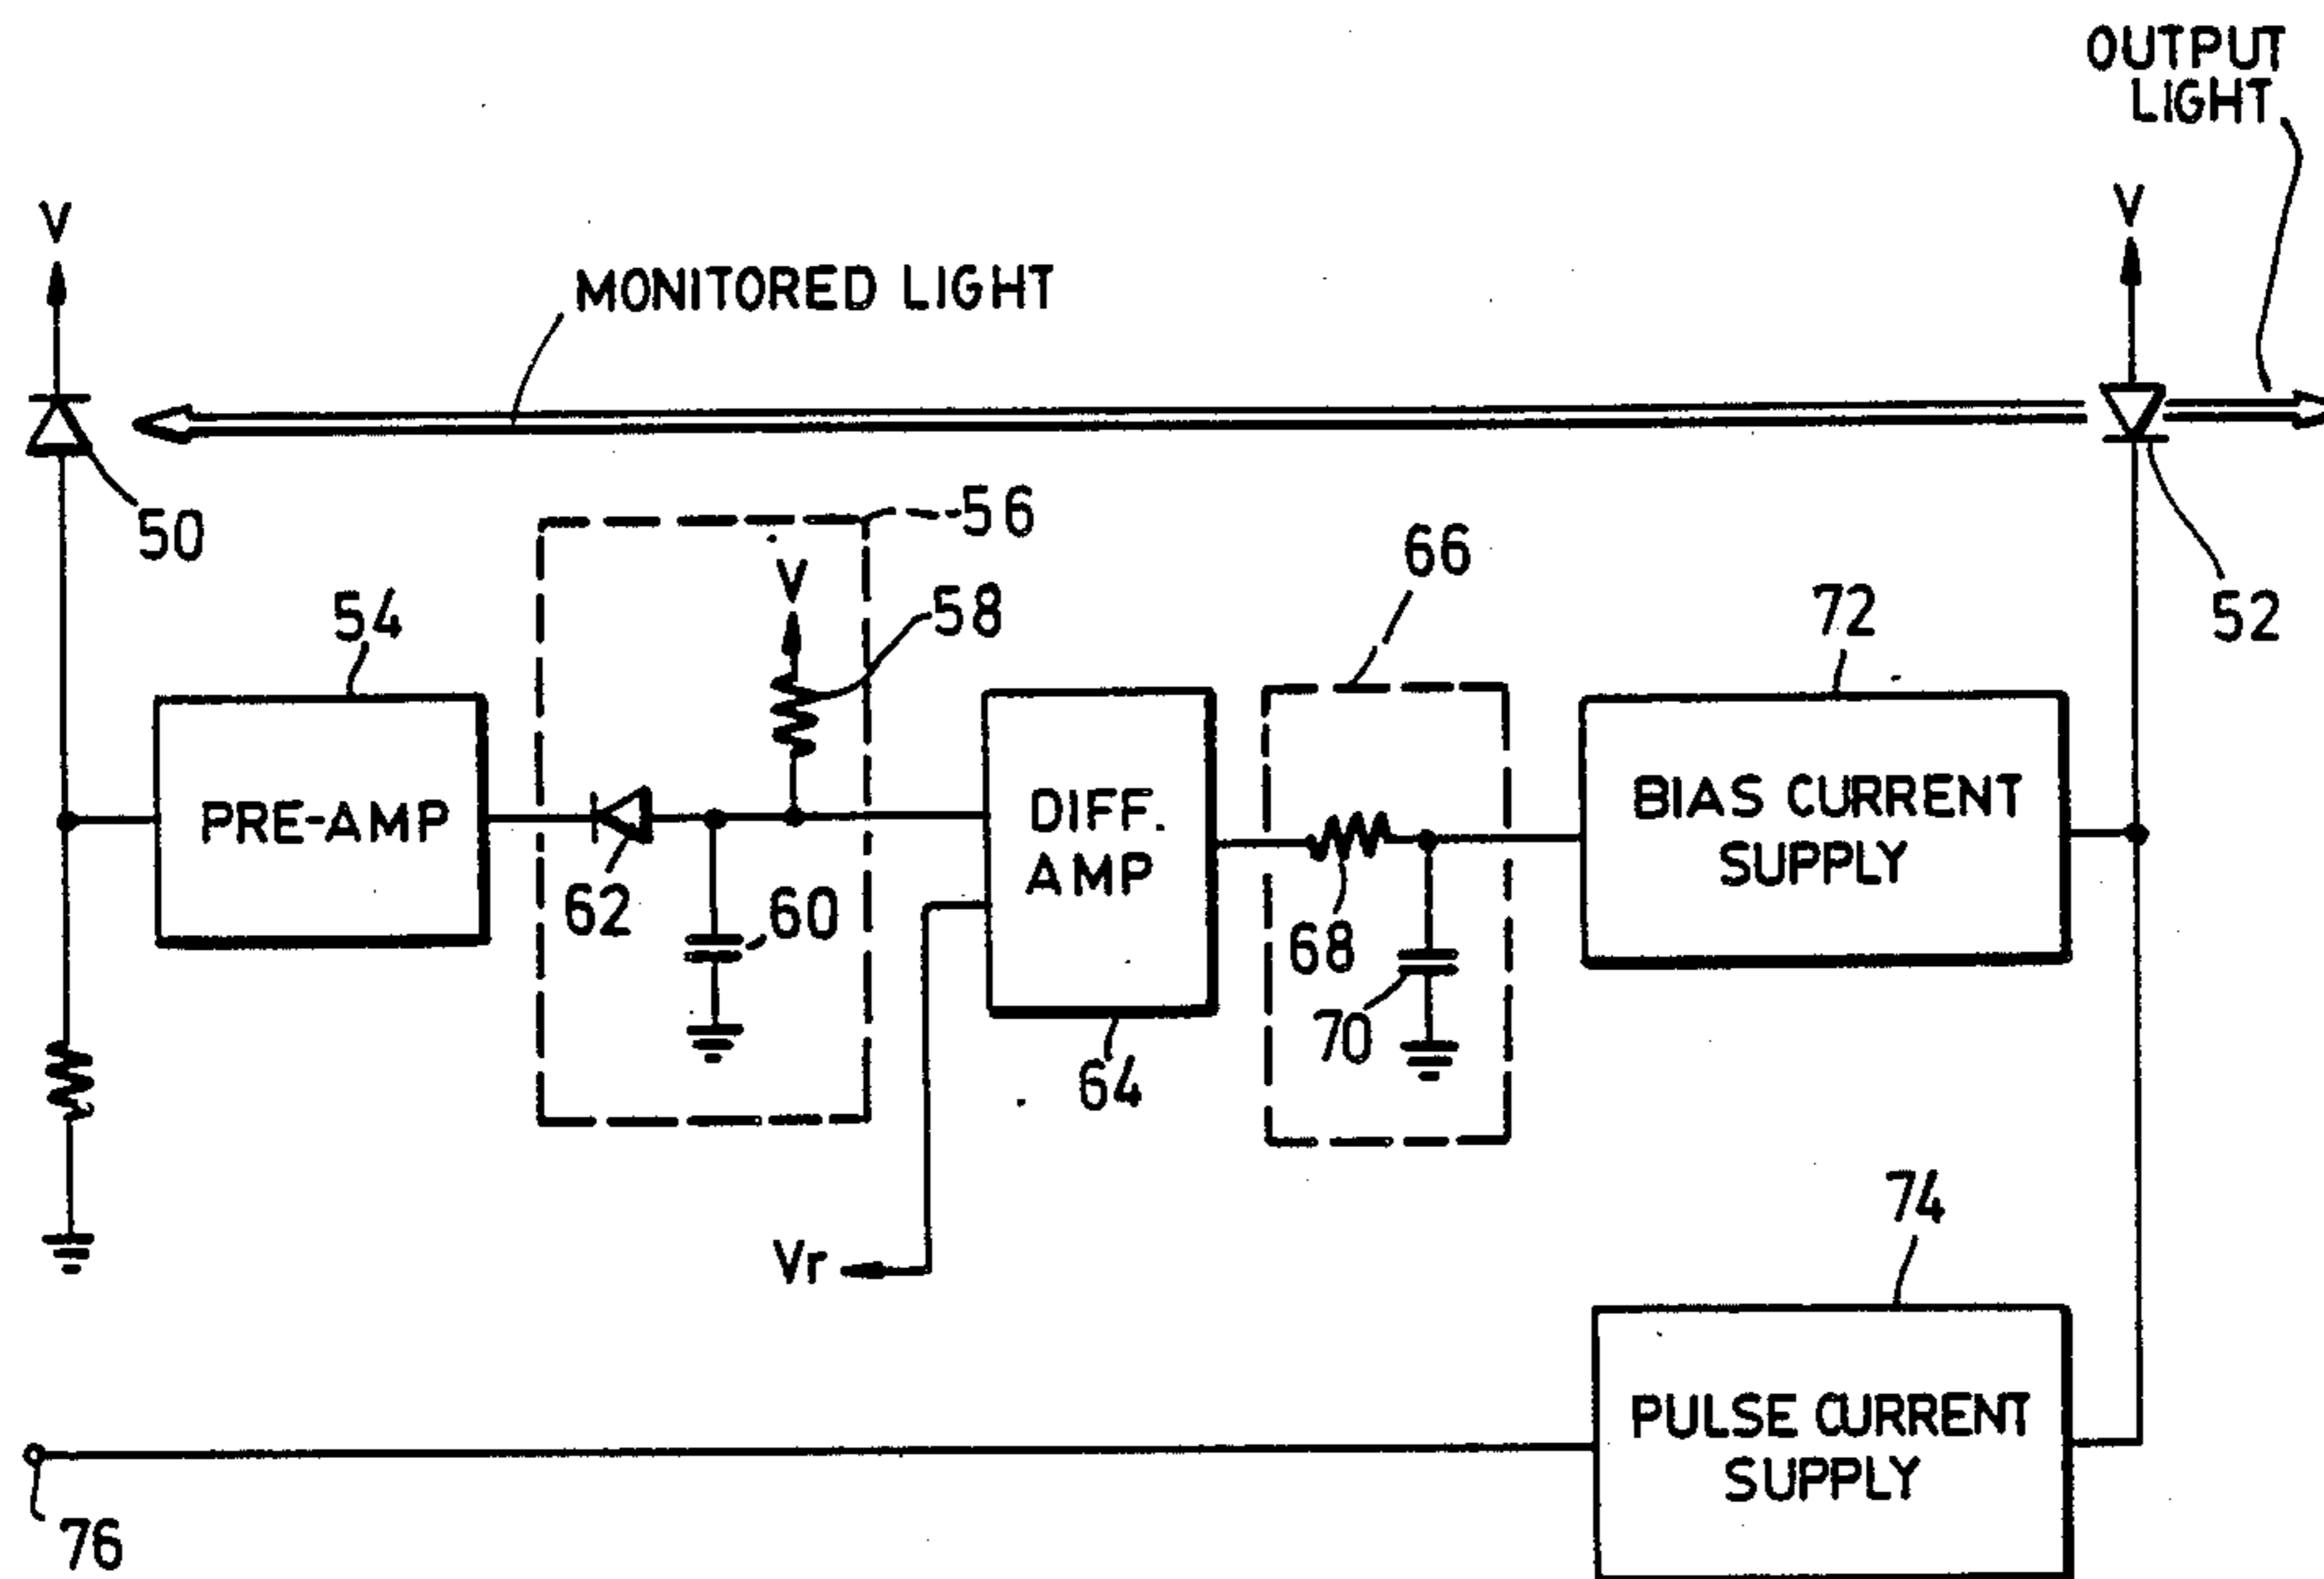 OUTPUT
LIGHT
V
V
MONITORED LIGHT
50
56
66
V
58
54
72
52
PRE-AMP
DIFF.
AMP
BIAS CURRENT
SUPPLY
62
60
68
70
64
74
Vr
PULSE CURRENT
SUPPLY
76